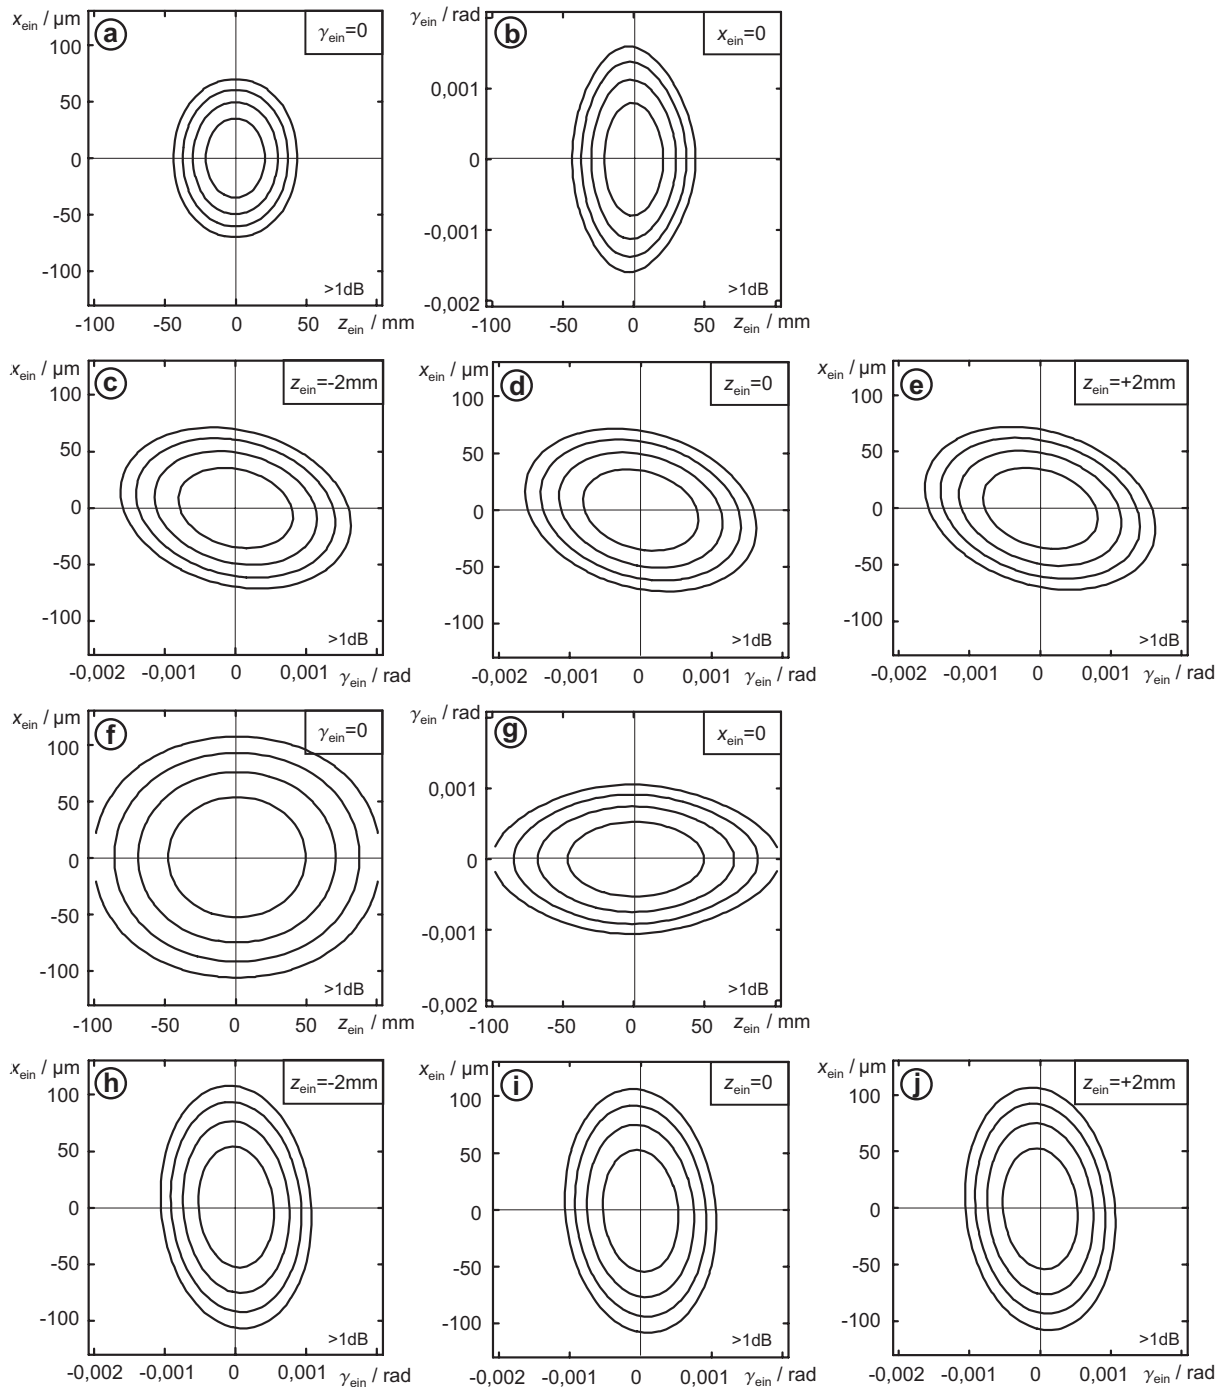 x_ein / µm
a
γ_ein=0
100
50
0
-50
-100
>1dB
-100 -50 0 50 z_ein / mm
γ_ein / rad
b
x_ein=0
0,001
0
-0,001
-0,002
>1dB
-100 -50 0 50 z_ein / mm
x_ein / µm
c
z_ein=-2mm
100
50
0
-50
-100
>1dB
-0,002 -0,001 0 0,001
γ_ein / rad
x_ein / µm
d
z_ein=0
100
50
0
-50
-100
>1dB
-0,002 -0,001 0 0,001
γ_ein / rad
x_ein / µm
e
z_ein=+2mm
100
50
0
-50
-100
>1dB
-0,002 -0,001 0 0,001
γ_ein / rad
x_ein / µm
f
γ_ein=0
100
50
0
-50
-100
>1dB
-100 -50 0 50 z_ein / mm
γ_ein / rad
g
x_ein=0
0,001
0
-0,001
-0,002
>1dB
-100 -50 0 50 z_ein / mm
x_ein / µm
h
z_ein=-2mm
100
50
0
-50
-100
>1dB
-0,002 -0,001 0 0,001
γ_ein / rad
x_ein / µm
i
z_ein=0
100
50
0
-50
-100
>1dB
-0,002 -0,001 0 0,001
γ_ein / rad
x_ein / µm
j
z_ein=+2mm
100
50
0
-50
-100
>1dB
-0,002 -0,001 0 0,001
γ_ein / rad